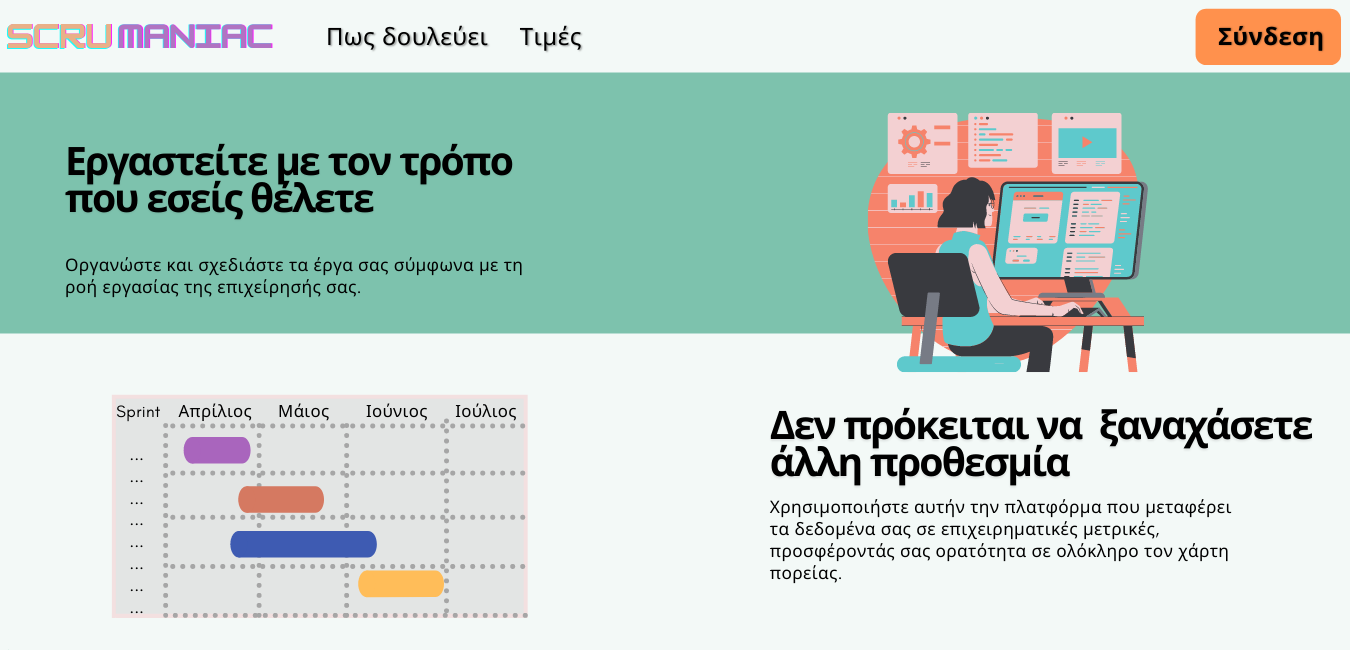 SCRUMANIAC Πως δουλεύει Τιμές Σύνδεση
Εργαστείτε με τον τρόπο
που εσείς θέλετε
Οργανώστε και σχεδιάστε τα έργα σας σύμφωνα με τη
ροή εργασίας της επιχείρησής σας.
Sprint Απρίλιος Μάιος Ιούνιος Ιούλιος
...
...
...
...
...
...
...
...
Δεν πρόκειται να ξαναχάσετε
άλλη προθεσμία
Χρησιμοποιήστε αυτήν την πλατφόρμα που μεταφέρει
τα δεδομένα σας σε επιχειρηματικές μετρικές,
προσφέροντάς σας ορατότητα σε ολόκληρο τον χάρτη
πορείας.